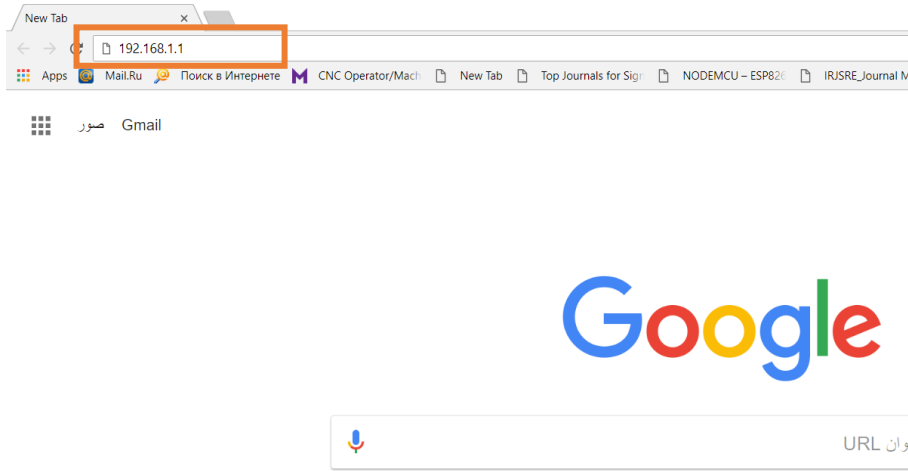 New Tab
192.168.1.1
Apps Mail.Ru Поиск в Интернете CNC Operator/Mach New Tab Top Journals for Sign NODEMCU – ESP826 IRJSRE_Journal M
صور Gmail
Google
URL وان